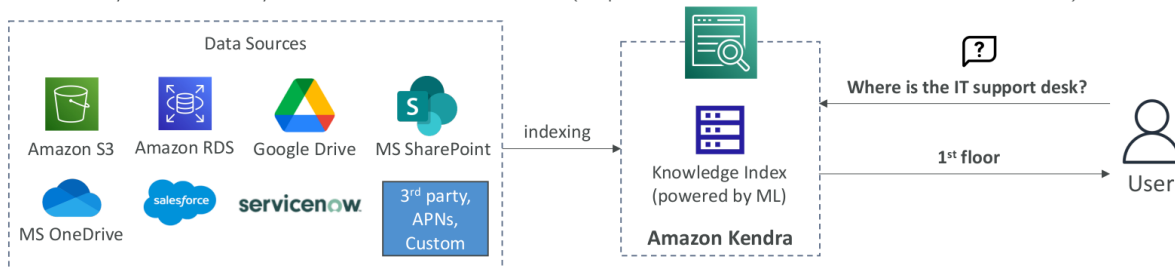 Data Sources
Amazon S3
Amazon RDS
Google Drive
S
MS SharePoint
MS OneDrive
salesforce
servicenow
3rd party,
APNs,
Custom
indexing
Knowledge Index
(powered by ML)
Amazon Kendra
?
Where is the IT support desk?
1st floor
User